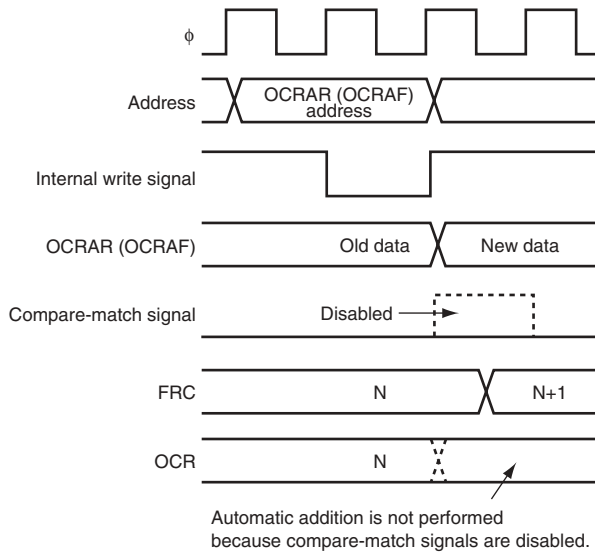 ϕ
Address
OCRAR (OCRAF)
address
Internal write signal
OCRAR (OCRAF)
Old data
New data
Compare-match signal
Disabled
FRC
N
N+1
OCR
N
Automatic addition is not performed
because compare-match signals are disabled.